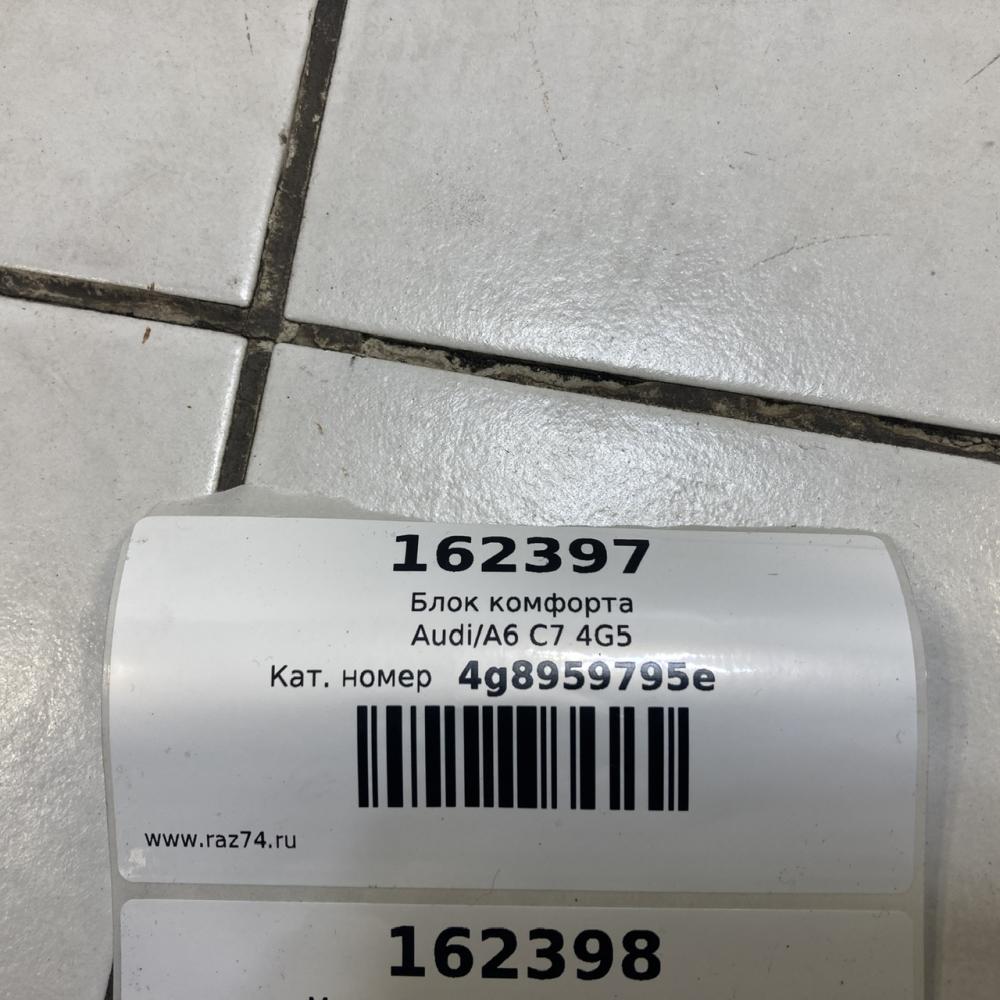 162397
Блок комфорта
Audi/A6 C7 4G5
Кат. номер 4g8959795e
www.raz74.ru
162398